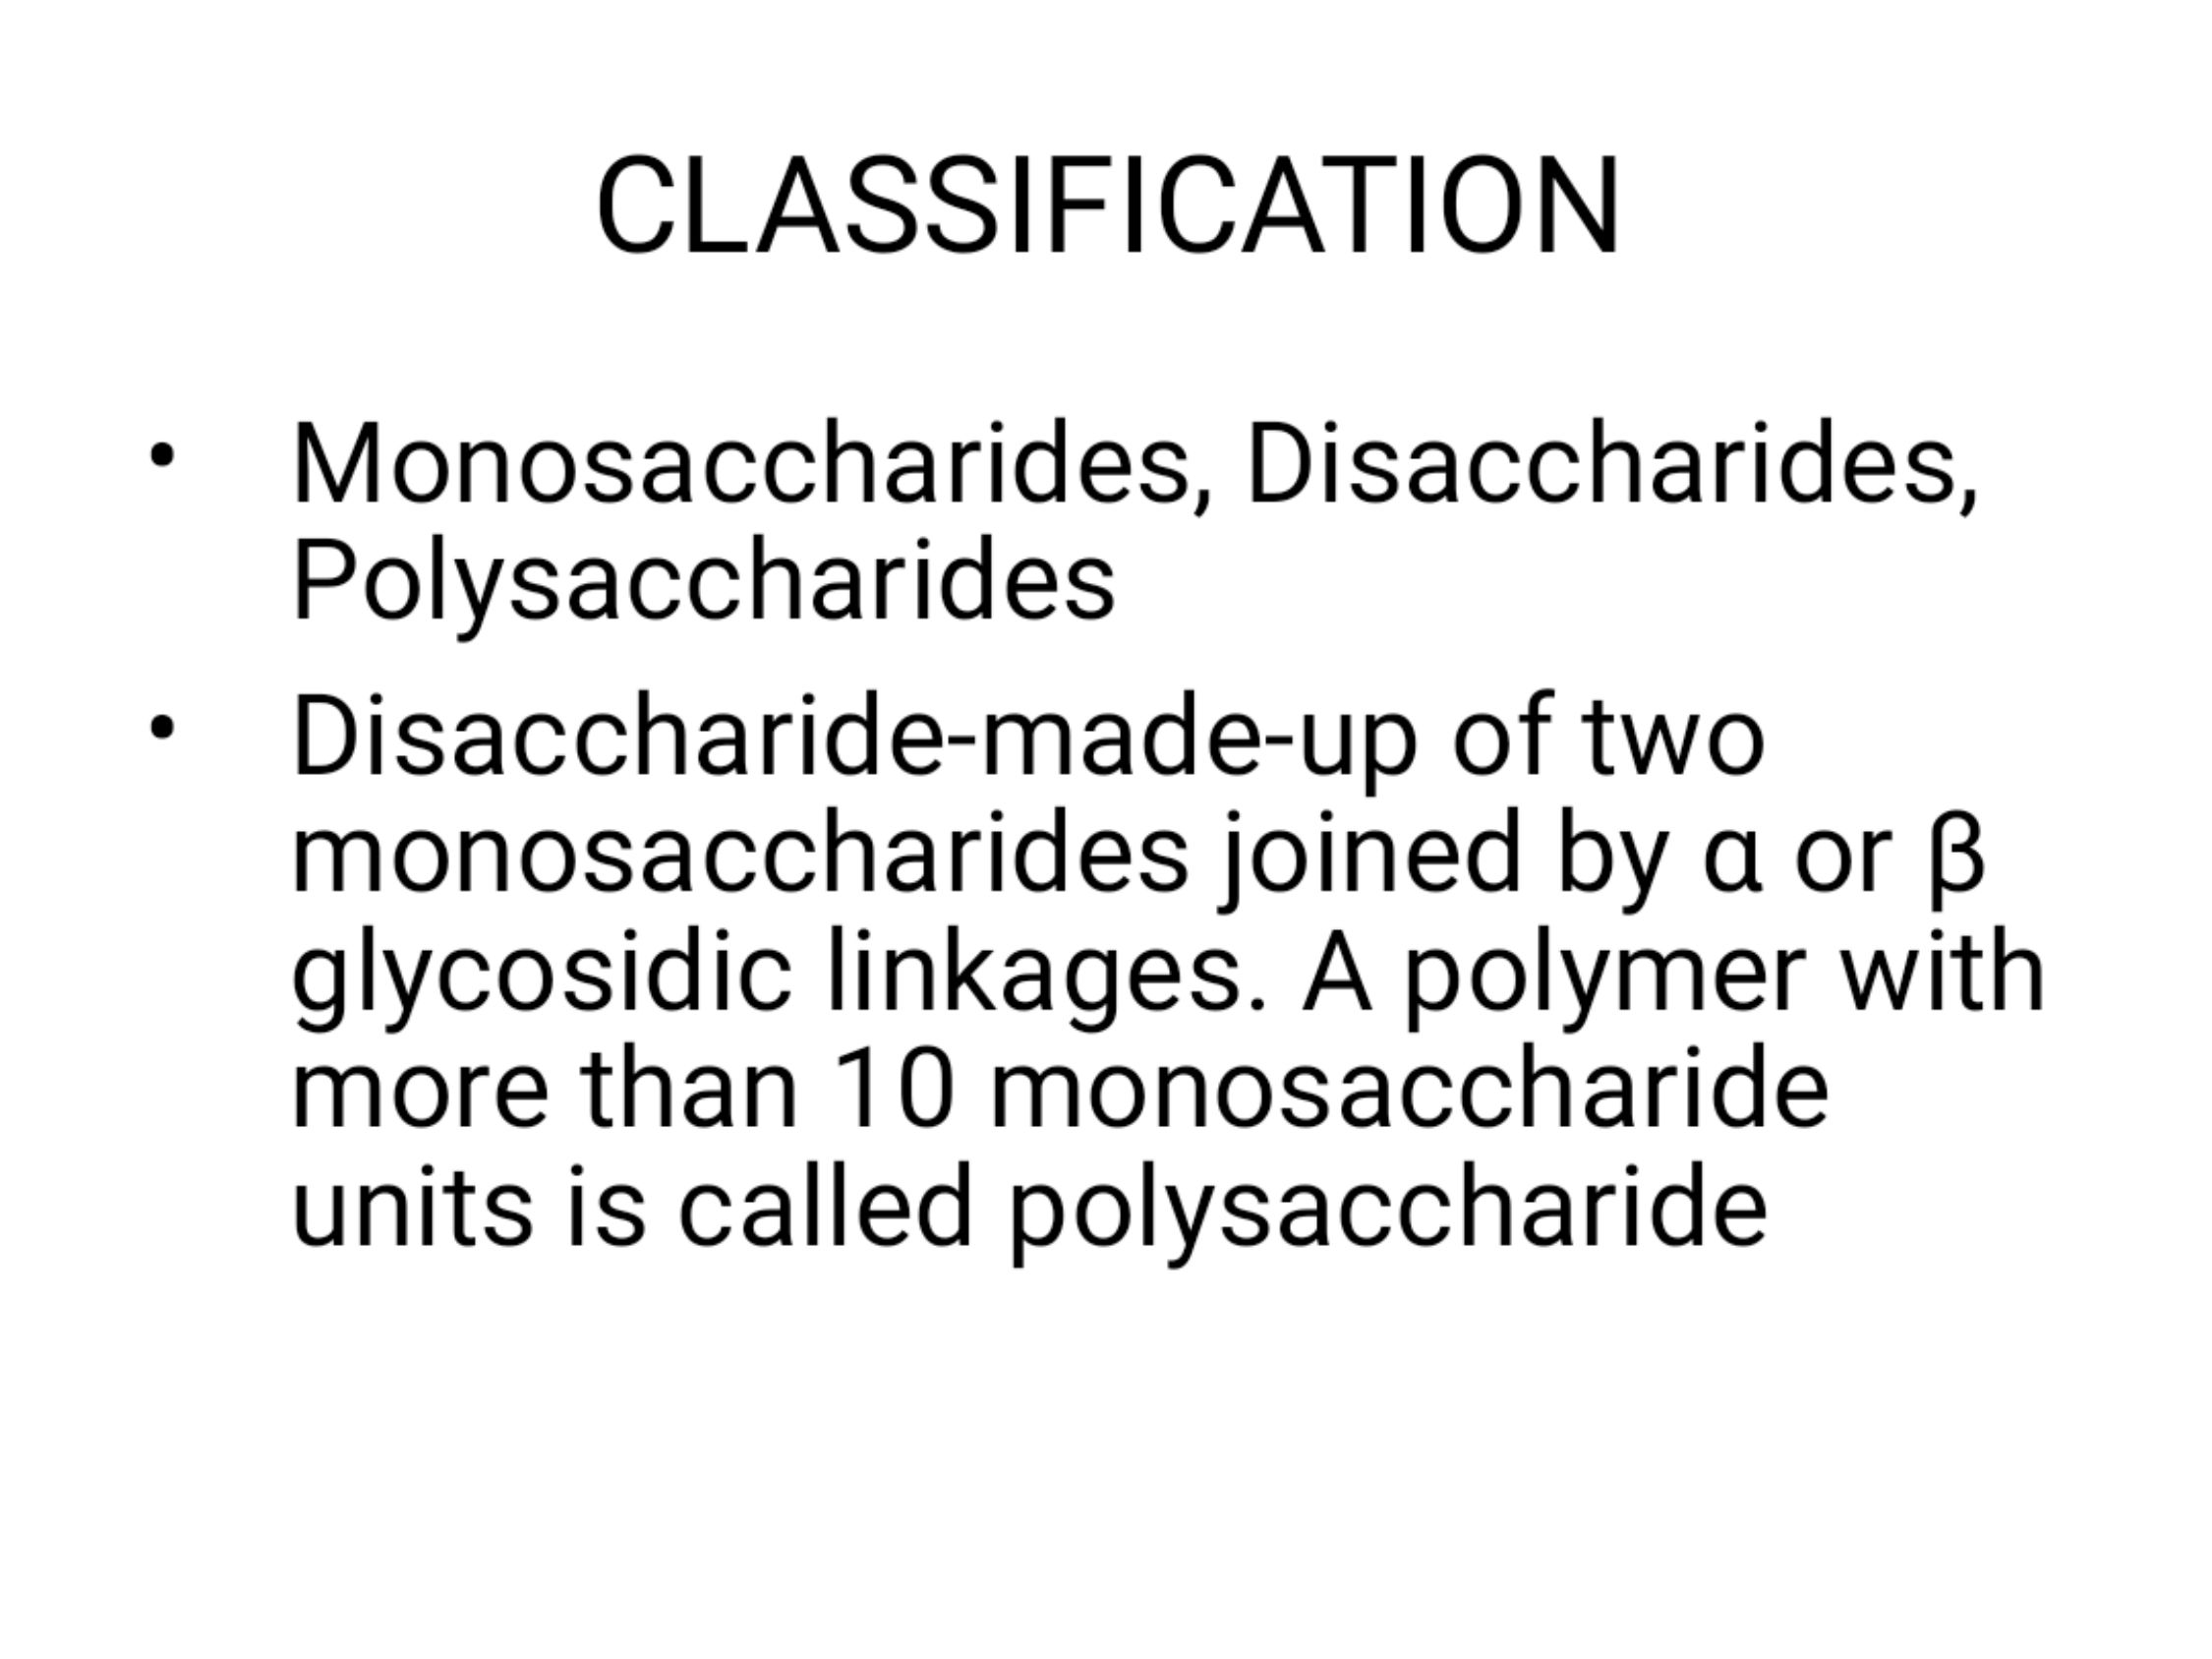 CLASSIFICATION
• Monosaccharides, Disaccharides,
Polysaccharides
• Disaccharide-made-up of two
monosaccharides joined by α or β
glycosidic linkages. A polymer with
more than 10 monosaccharide
units is called polysaccharide